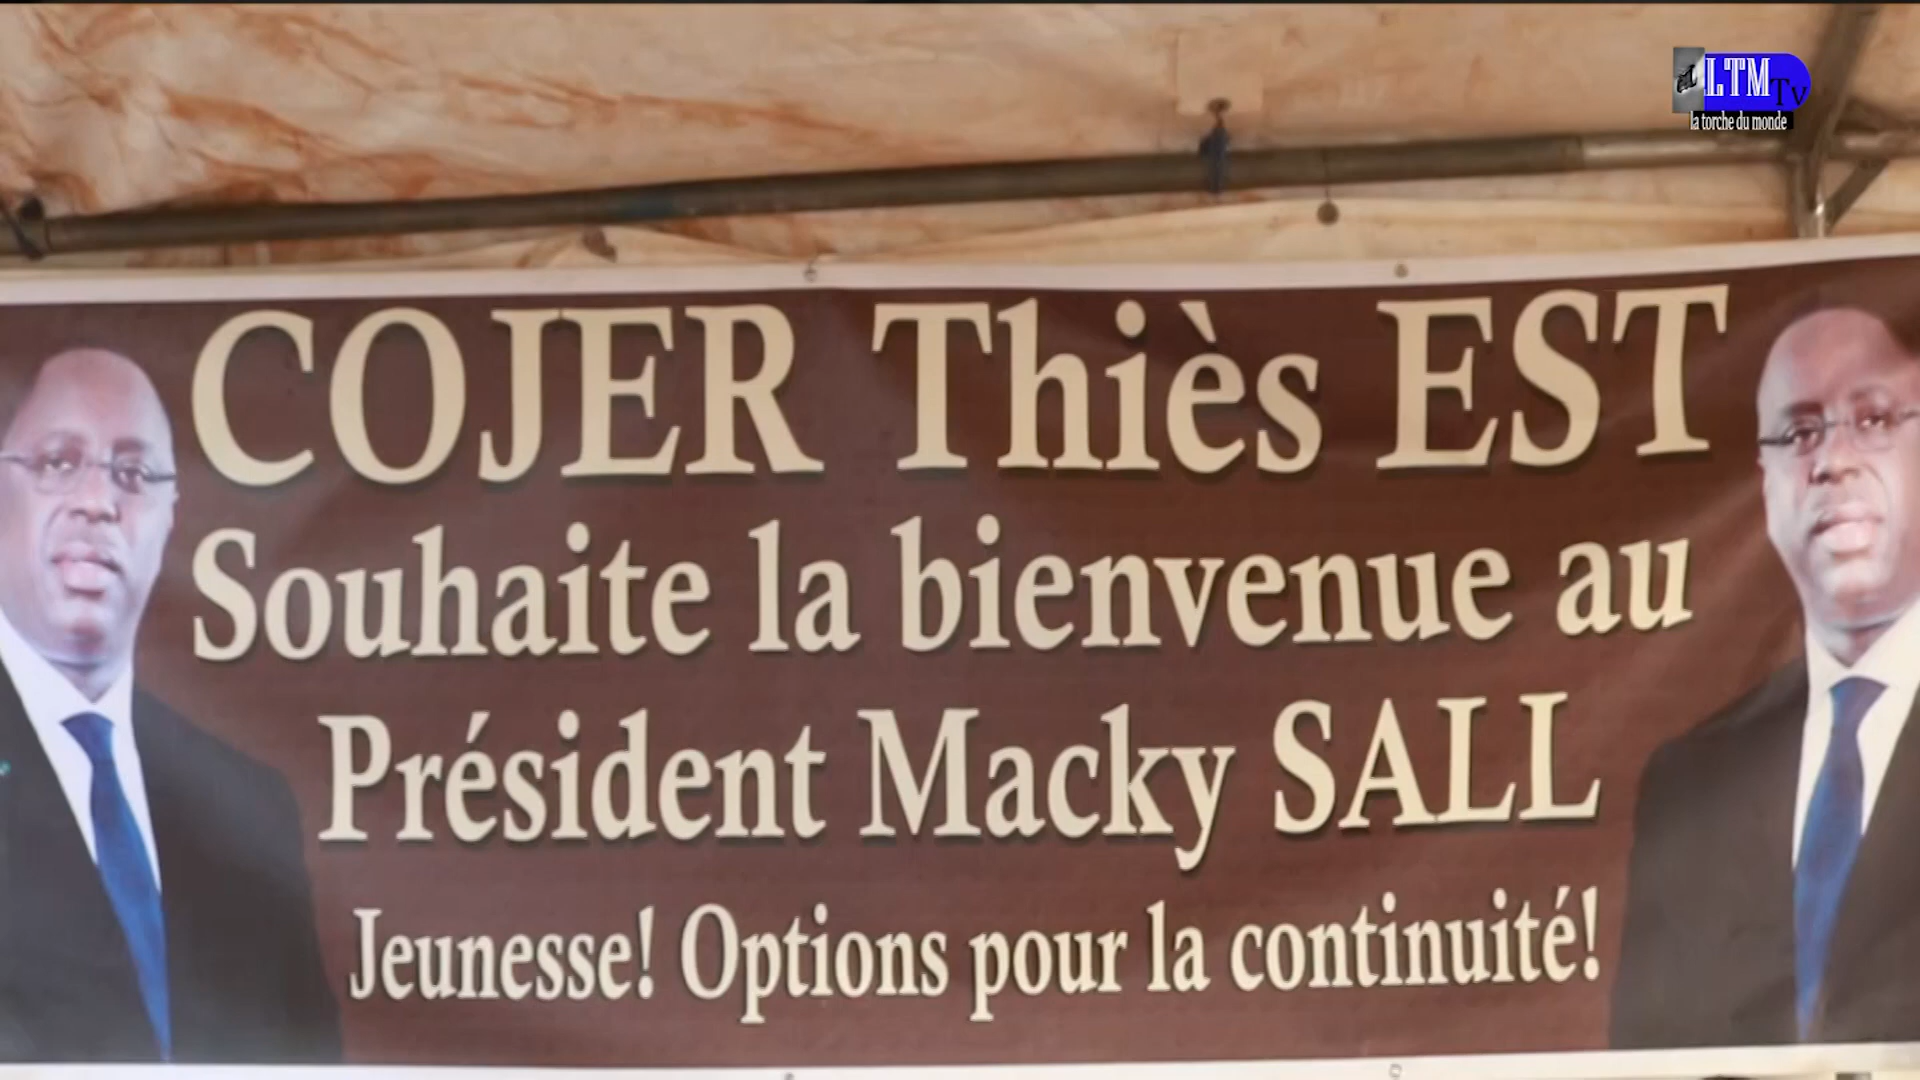 LTM Tv
la torche du monde
COJER Thiès EST
Souhaite la bienvenue au
Président Macky SALL
Jeunesse! Options pour la continuité!